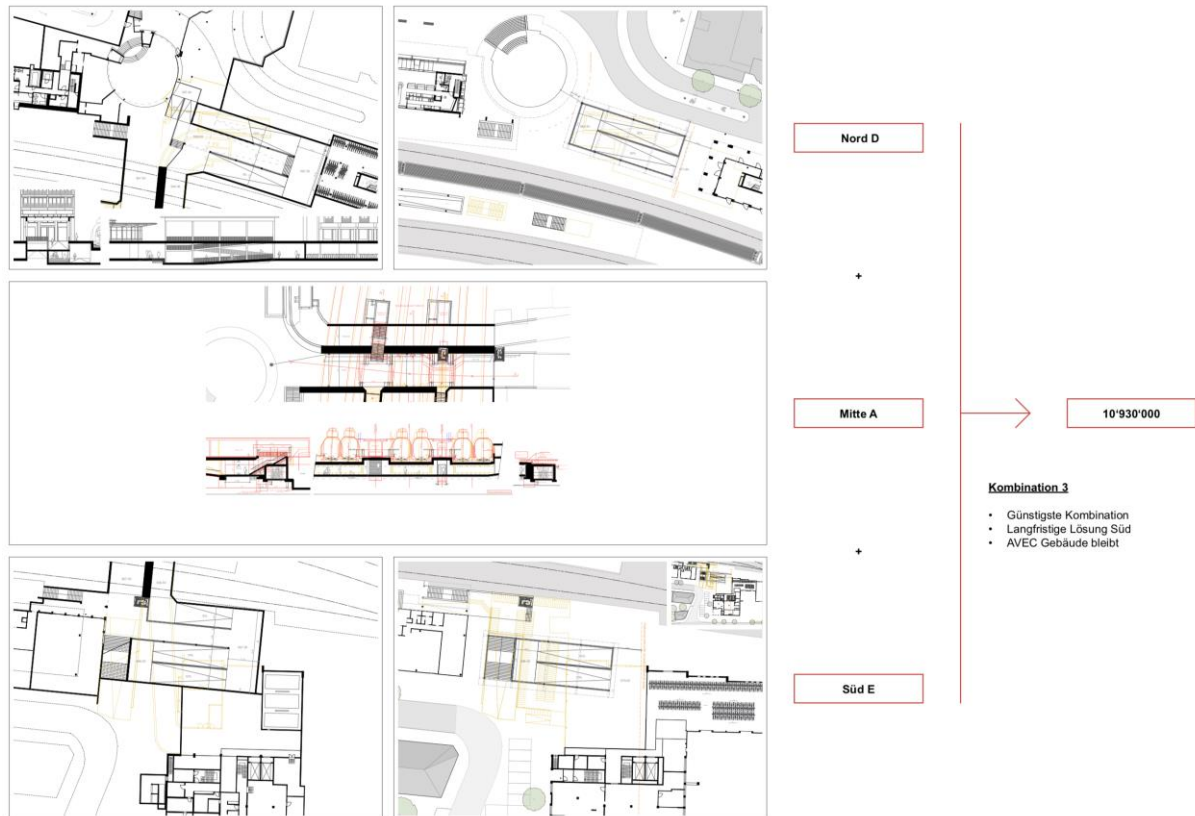 Nord D
+
Mitte A
10'930'000
Kombination 3
• Günstigste Kombination
• Langfristige Lösung Süd
• AVEC Gebäude bleibt
+
Süd E